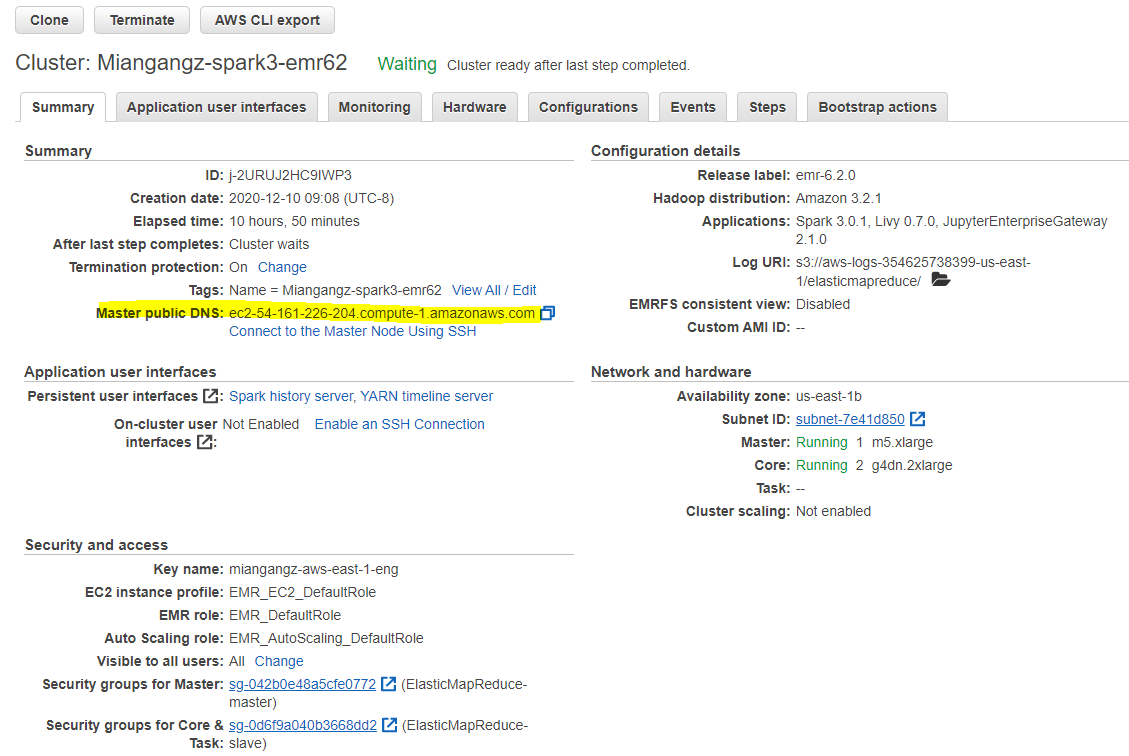 Clone Terminate AWS CLI export
Cluster: Miangangz-spark3-emr62 Waiting Cluster ready after last step completed.
Summary Application user interfaces Monitoring Hardware Configurations Events Steps Bootstrap actions
Summary
ID: j-2URUJ2HC9IWP3
Creation date: 2020-12-10 09:08 (UTC-8)
Elapsed time: 10 hours, 50 minutes
After last step completes: Cluster waits
Termination protection: On Change
Tags: Name = Miangangz-spark3-emr62 View All / Edit
Master public DNS: ec2-54-161-226-204.compute-1.amazonaws.com
Connect to the Master Node Using SSH
Configuration details
Release label: emr-6.2.0
Hadoop distribution: Amazon 3.2.1
Applications: Spark 3.0.1, Livy 0.7.0, JupyterEnterpriseGateway
2.1.0
Log URI: s3://aws-logs-354625738399-us-east-
1/elasticmapreduce/
EMRFS consistent view: Disabled
Custom AMI ID: --
Application user interfaces
Persistent user interfaces : Spark history server, YARN timeline server
On-cluster user Not Enabled Enable an SSH Connection
interfaces :
Network and hardware
Availability zone: us-east-1b
Subnet ID: subnet-7e41d850
Master: Running 1 m5.xlarge
Core: Running 2 g4dn.2xlarge
Task: --
Cluster scaling: Not enabled
Security and access
Key name: miangangz-aws-east-1-eng
EC2 instance profile: EMR_EC2_DefaultRole
EMR role: EMR_DefaultRole
Auto Scaling role: EMR_AutoScaling_DefaultRole
Visible to all users: All Change
Security groups for Master: sg-042b0e48a5cfe0772 (ElasticMapReduce-
master)
Security groups for Core & sg-0d6f9a040b3668dd2 (ElasticMapReduce-
Task: slave)